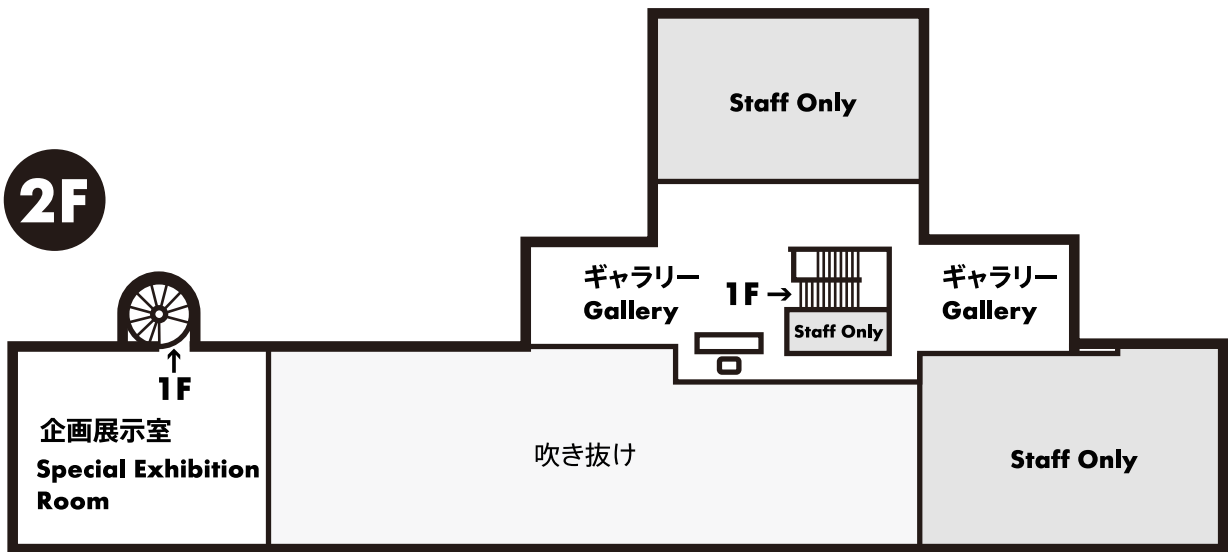 Staff Only
2F
ギャラリー
Gallery
1F →
Staff Only
ギャラリー
Gallery
↑
1F
企画展示室
Special Exhibition
Room
吹き抜け
Staff Only